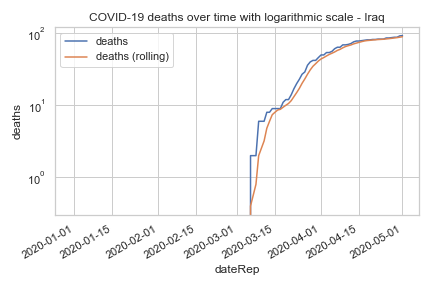 COVID-19 deaths over time with logarithmic scale - Iraq
10²
10¹
10⁰
deaths
deaths
deaths (rolling)
2020-01-01
2020-01-15
2020-02-01
2020-02-15
2020-03-01
2020-03-15
2020-04-01
2020-04-15
2020-05-01
dateRep